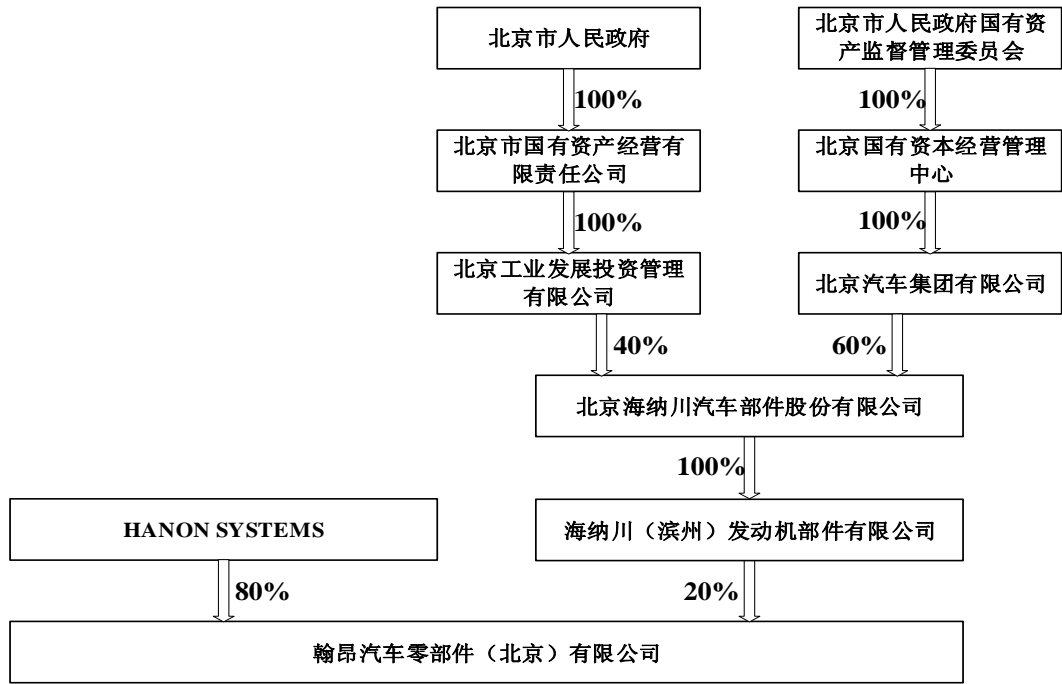 北京市人民政府
北京市人民政府国有资
产监督管理委员会
100%
100%
北京市国有资产经营有
限责任公司
北京国有资本经营管理
中心
100%
100%
北京工业发展投资管理
有限公司
北京汽车集团有限公司
40%
60%
北京海纳川汽车部件股份有限公司
100%
HANON SYSTEMS
海纳川（滨州）发动机部件有限公司
80%
20%
翰昂汽车零部件（北京）有限公司